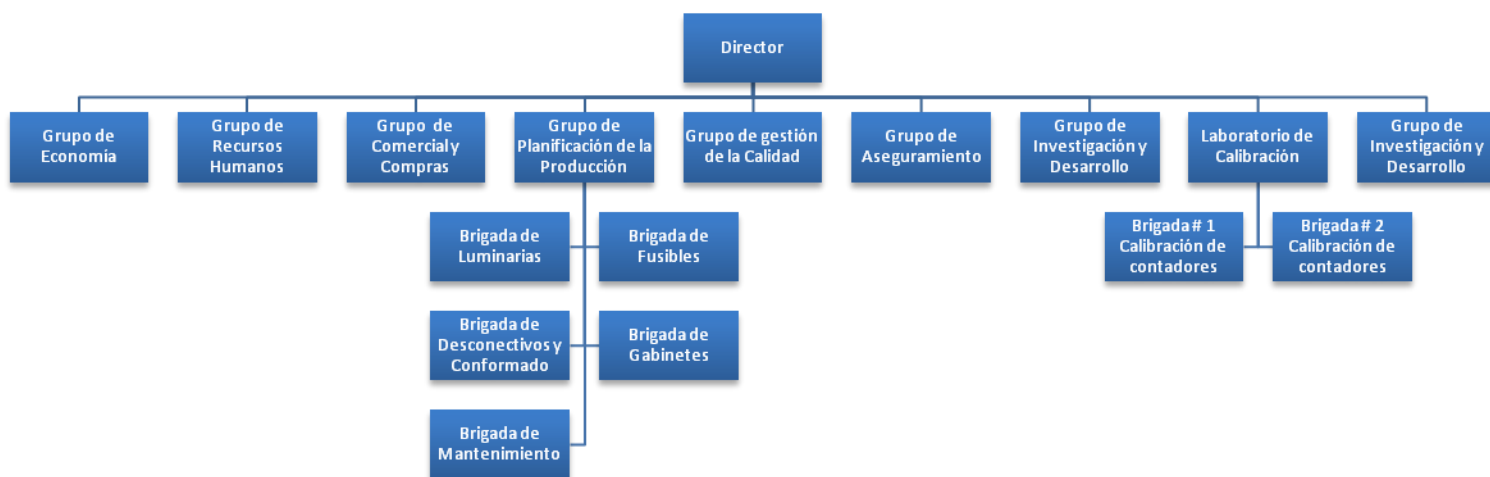 Director
Grupo de
Economía
Grupo de
Recursos
Humanos
Grupo de
Comercial y
Compras
Grupo de
Planificación de la
Producción
Grupo de gestión
de la Calidad
Grupo de
Aseguramiento
Grupo de
Investigación y
Desarrollo
Laboratorio de
Calibración
Grupo de
Investigación y
Desarrollo
Brigada de
Luminarias
Brigada de
Fusibles
Brigada # 1
Calibración de
contadores
Brigada # 2
Calibración de
contadores
Brigada de
Desconectivos y
Conformado
Brigada de
Gabinetes
Brigada de
Mantenimiento